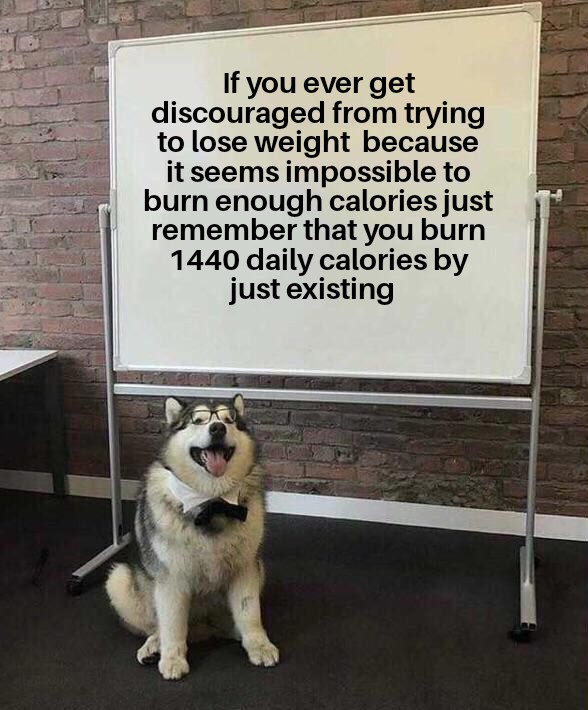 If you ever get
discouraged from trying
to lose weight because
it seems impossible to
burn enough calories just
remember that you burn
1440 daily calories by
just existing